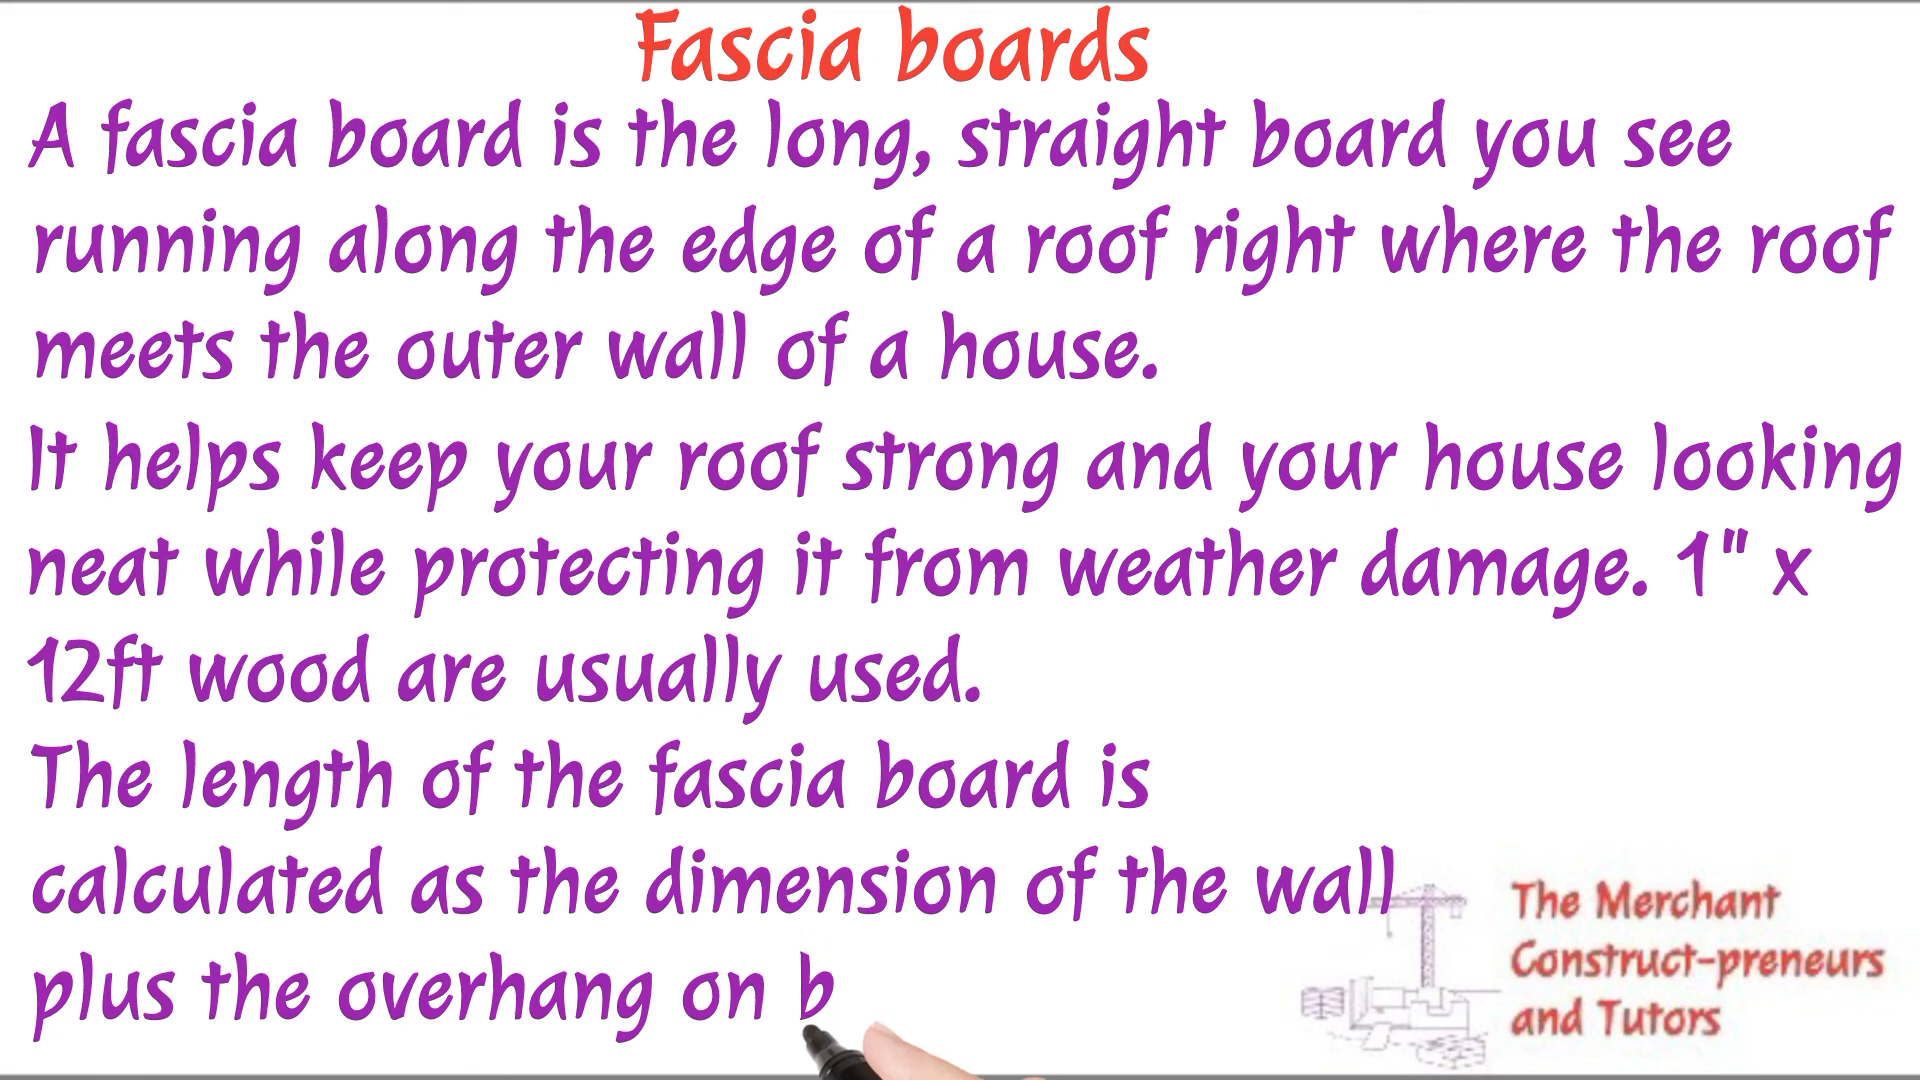 Fascia boards
A fascia board is the long, straight board you see
running along the edge of a roof right where the roof
meets the outer wall of a house.
It helps keep your roof strong and your house looking
neat while protecting it from weather damage. 1" x
12ft wood are usually used.
The length of the fascia board is
calculated as the dimension of the wall
plus the overhang on b
The Merchant
Construct-preneurs
and Tutors